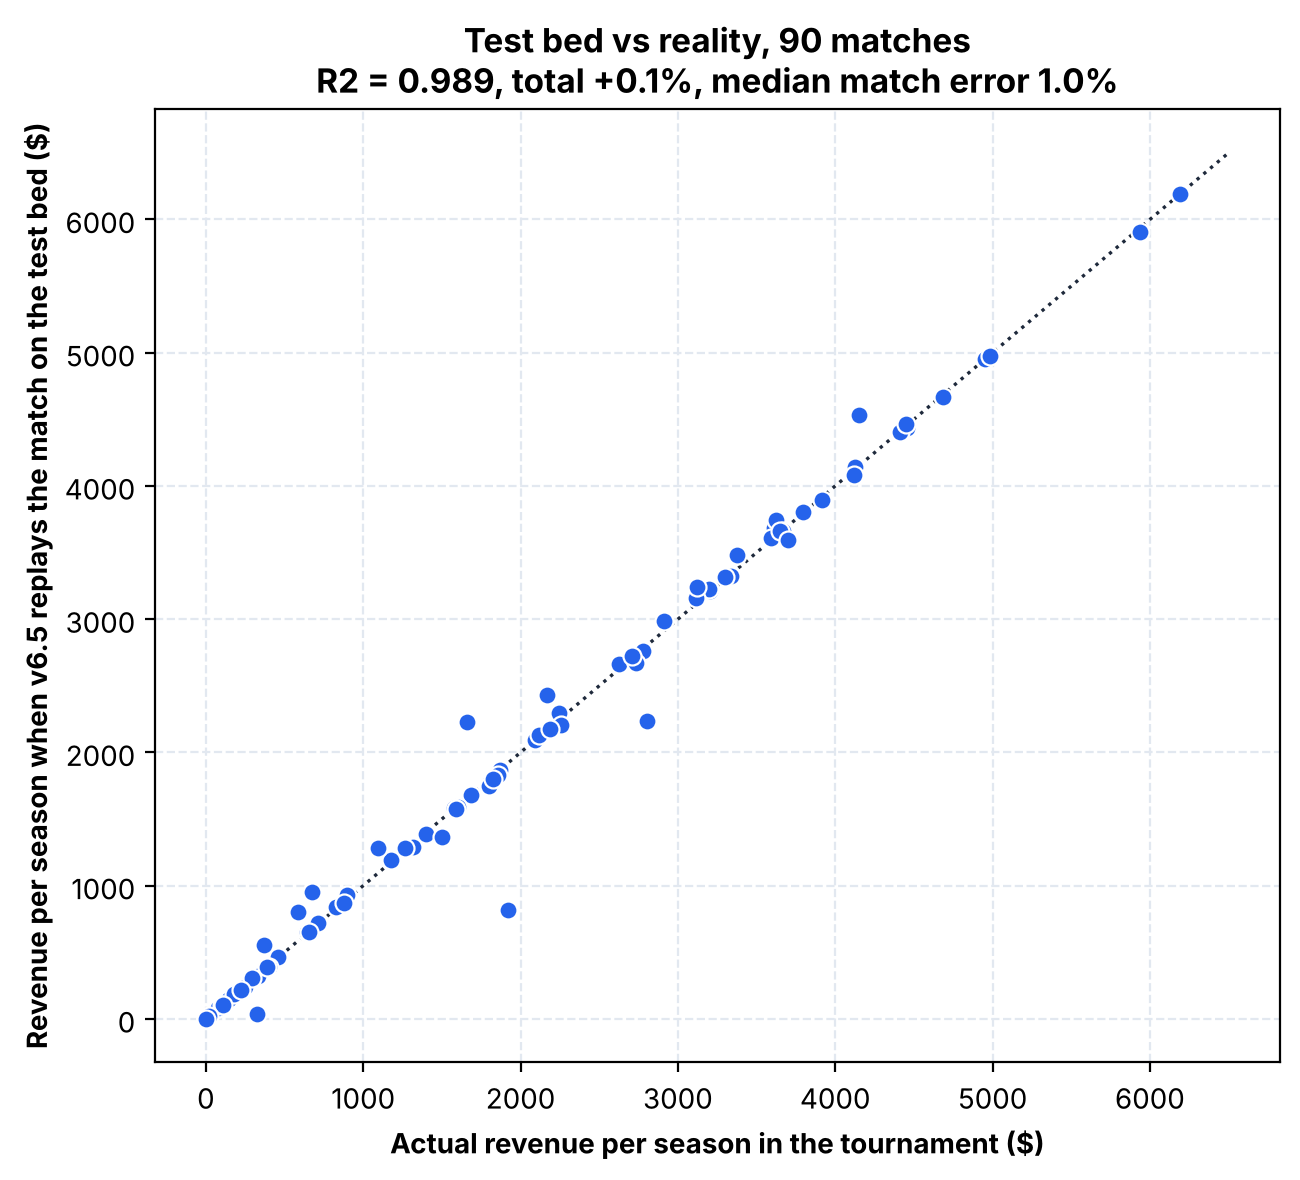 Test bed vs reality, 90 matches
R2 = 0.989, total +0.1%, median match error 1.0%
Revenue per season when v6.5 replays the match on the test bed ($)
6000
5000
4000
3000
2000
1000
0
0 1000 2000 3000 4000 5000 6000
Actual revenue per season in the tournament ($)